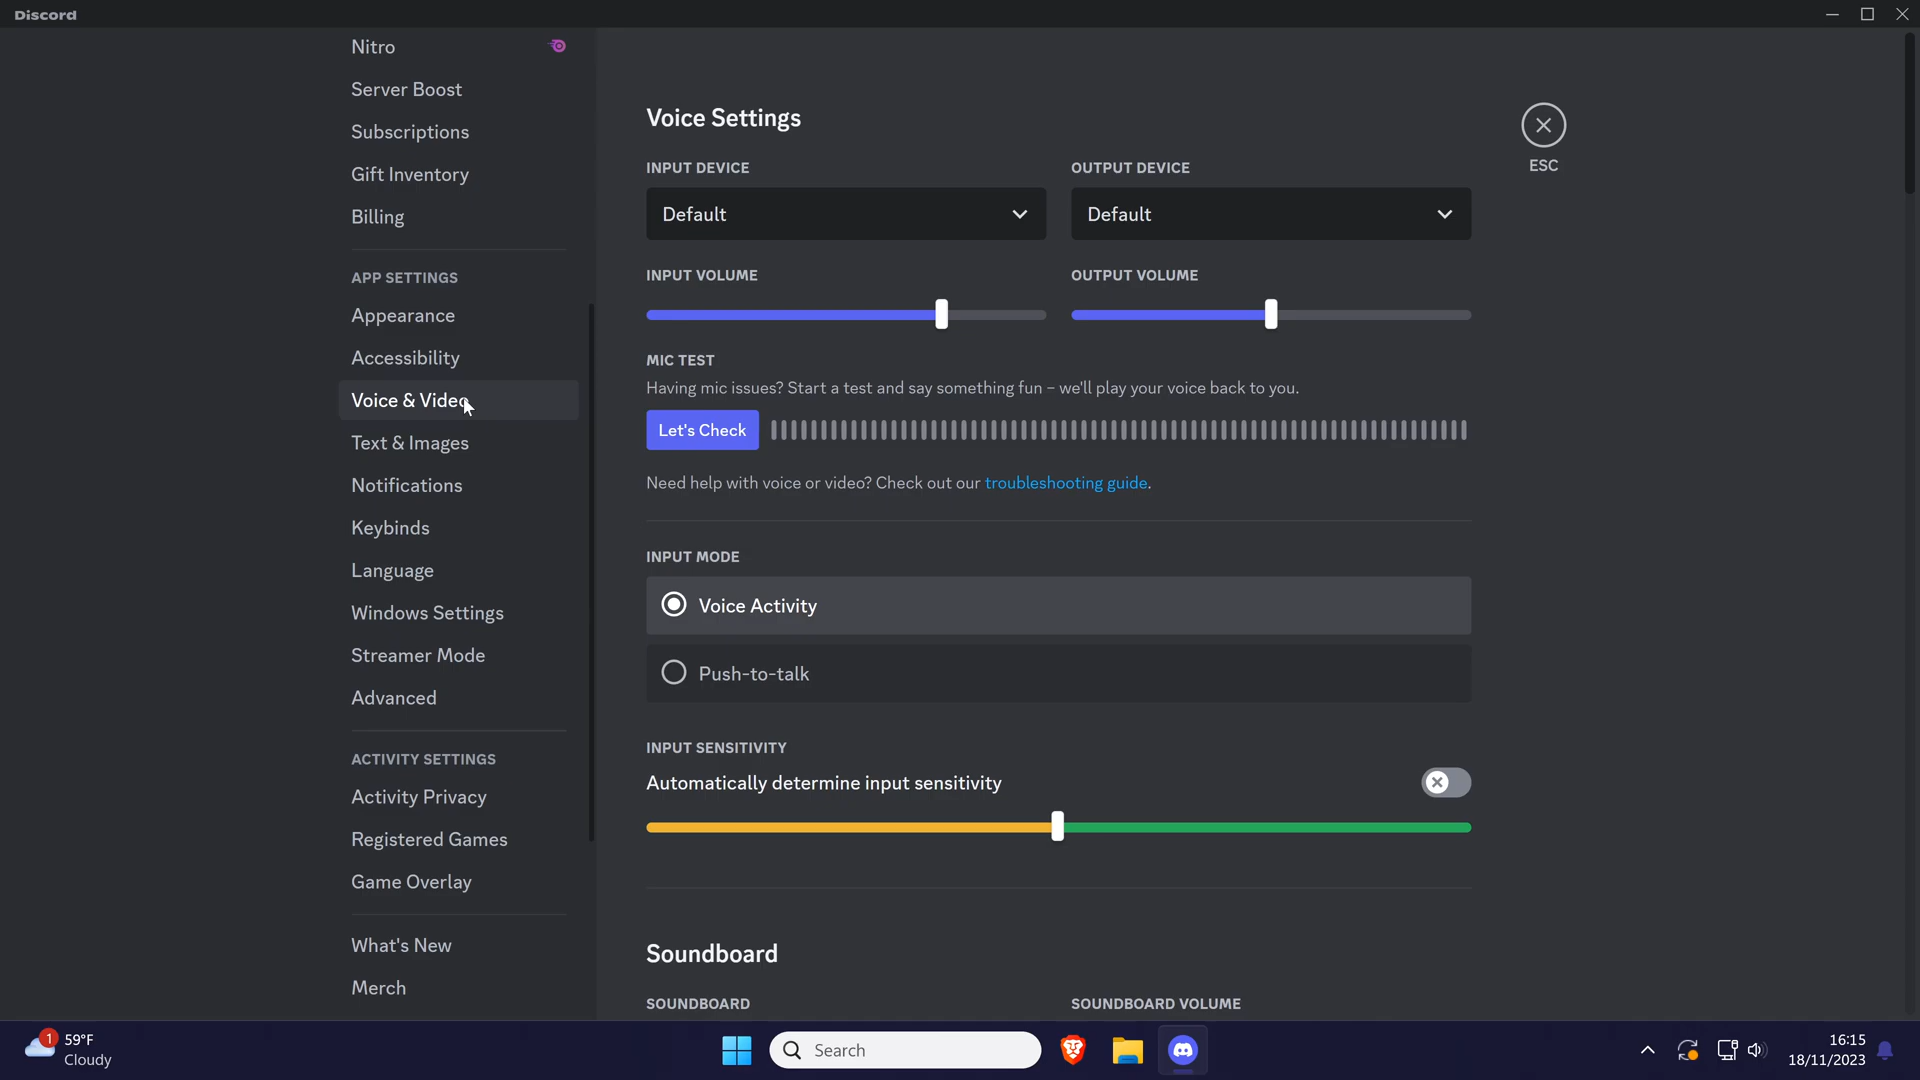 Discord
Nitro
Server Boost
Subscriptions
Gift Inventory
Billing
APP SETTINGS
Appearance
Accessibility
Voice & Video
Text & Images
Notifications
Keybinds
Language
Windows Settings
Streamer Mode
Advanced
ACTIVITY SETTINGS
Activity Privacy
Registered Games
Game Overlay
What's New
Merch
Voice Settings
ESC
INPUT DEVICE
OUTPUT DEVICE
Default
Default
INPUT VOLUME
OUTPUT VOLUME
MIC TEST
Having mic issues? Start a test and say something fun – we'll play your voice back to you.
Let's Check
Need help with voice or video? Check out our troubleshooting guide.
INPUT MODE
Voice Activity
Push-to-talk
INPUT SENSITIVITY
Automatically determine input sensitivity
Soundboard
SOUNDBOARD
SOUNDBOARD VOLUME
1
59°F
Cloudy
Search
16:15
18/11/2023